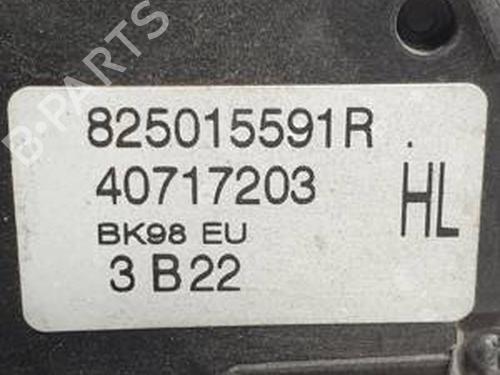 B-PARTS
825015591R .
40717203
HL
BK98 EU
3 B22